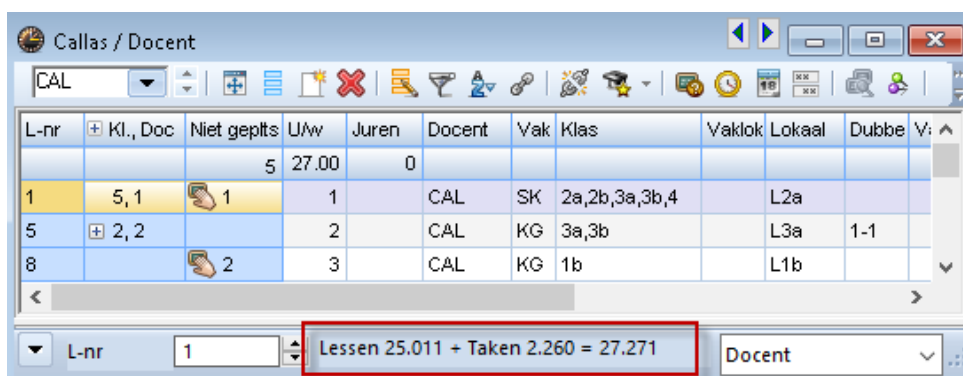 Callas / Docent
CAL
L-nr Kl., Doc Niet geplts U/w Juren Docent Vak Klas Vaklok Lokaal Dubbe
5 27.00 0
1 5, 1 1 1 CAL SK 2a,2b,3a,3b,4 L2a
5 2, 2 2 CAL KG 3a,3b L3a 1-1
8 2 3 CAL KG 1b L1b
L-nr 1 Lessen 25.011 + Taken 2.260 = 27.271 Docent